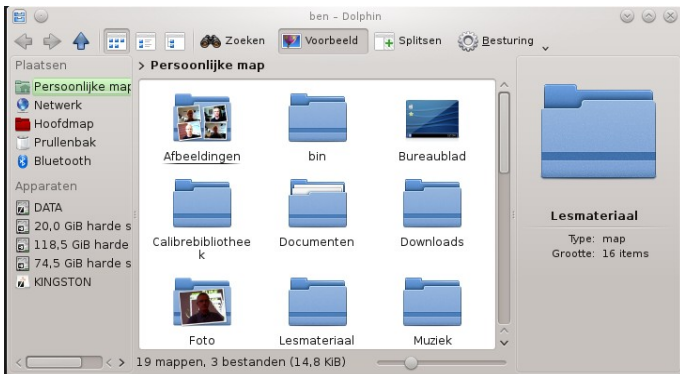 ben – Dolphin
Zoeken
Voorbeeld
Splitsen
Besturing
Plaatsen
Persoonlijke map
Netwerk
Hoofdmap
Prullenbak
Bluetooth
Apparaten
DATA
20,0 GiB harde s
118,5 GiB harde
74,5 GiB harde s
KINGSTON
> Persoonlijke map
Afbeeldingen
bin
Bureaublad
Calibrebibliothee
k
Documenten
Downloads
Foto
Lesmateriaal
Muziek
19 mappen, 3 bestanden (14,8 KiB)
Lesmateriaal
Type: map
Grootte: 16 items